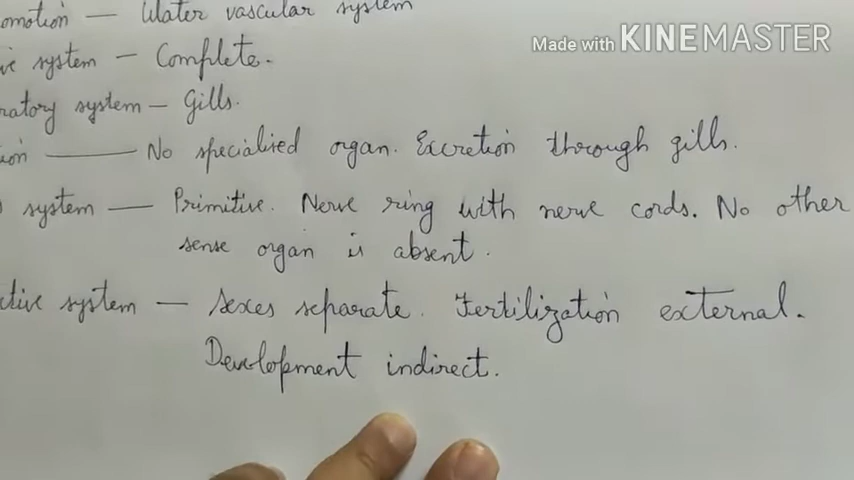 omotion — Water vascular system
Made with KINEMASTER
ive system — Complete.
ratory system — Gills.
ion — No specialised organ. Excretion through gills.
s system — Primitive. Nerve ring with nerve cords. No other
sense organ is absent.
ctive system — Sexes separate. Fertilization external.
Development indirect.